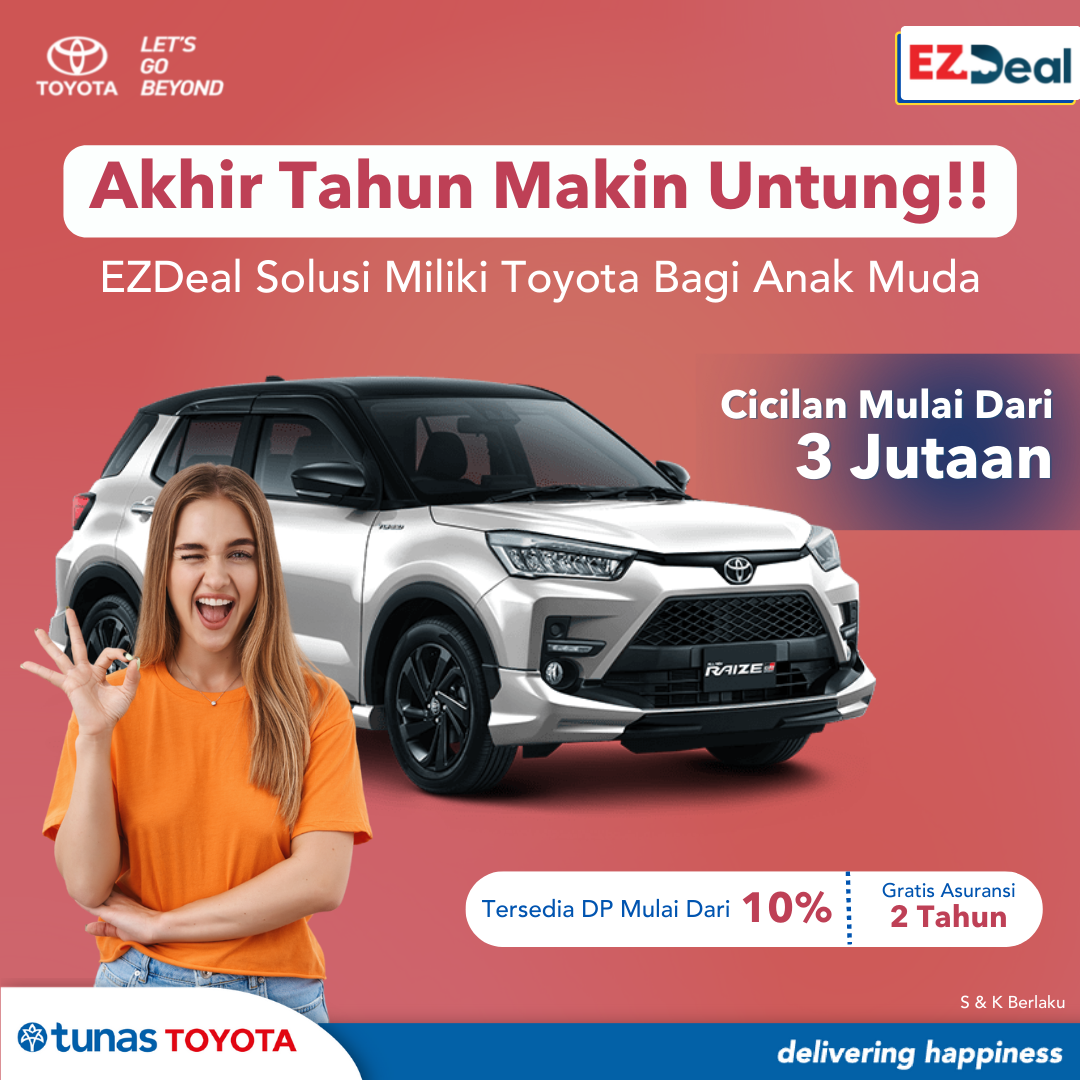 TOYOTA
LET'S
GO
BEYOND
EZDeal
Akhir Tahun Makin Untung!!
EZDeal Solusi Miliki Toyota Bagi Anak Muda
Cicilan Mulai Dari
3 Jutaan
RAIZE
Tersedia DP Mulai Dari 10%
Gratis Asuransi
2 Tahun
S & K Berlaku
tunas TOYOTA
delivering happiness